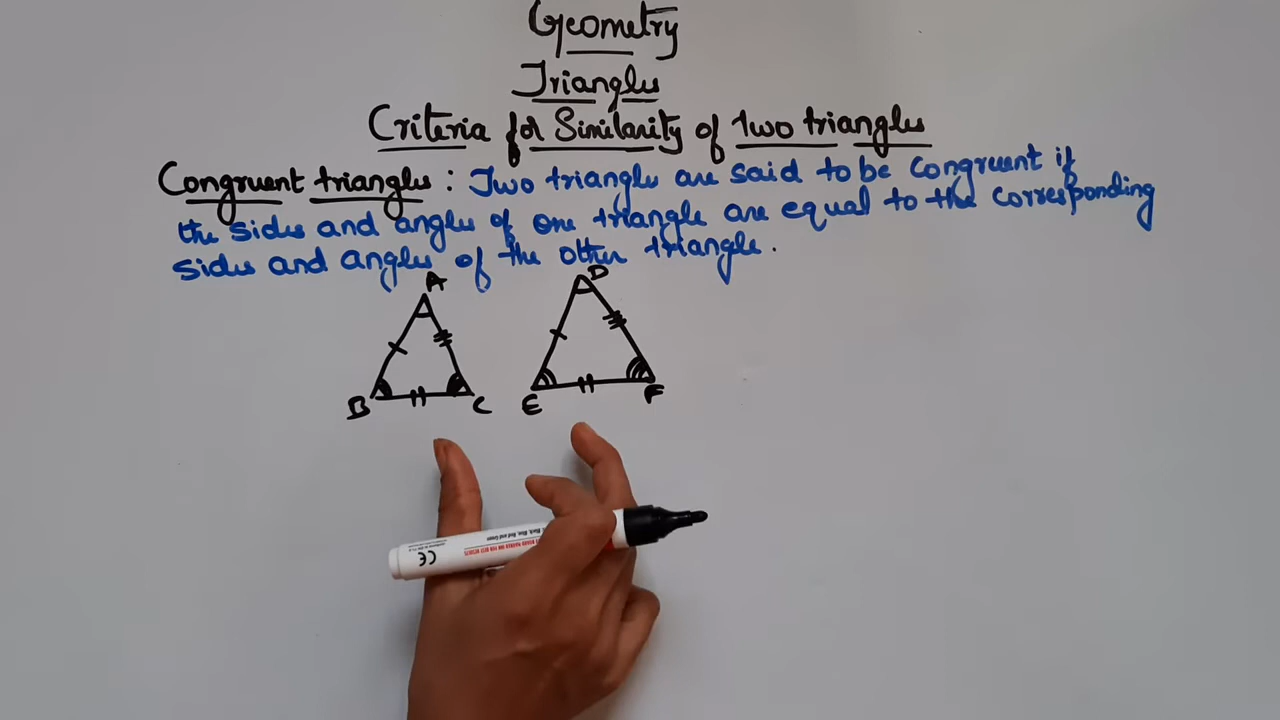 Geometry
Triangles
Criteria for Similarity of Two triangles
Congruent triangles : Two triangles are said to be Congruent if
the sides and angles of one triangle are equal to the corresponding
sides and angles of the other triangle.
A
D
B
C
E
F
CE